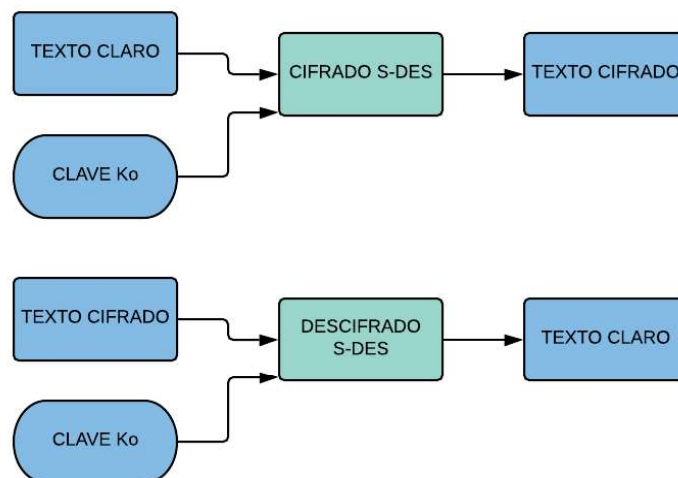 TEXTO CLARO
CIFRADO S-DES
TEXTO CIFRADO
CLAVE Ko
TEXTO CIFRADO
DESCIFRADO
S-DES
TEXTO CLARO
CLAVE Ko